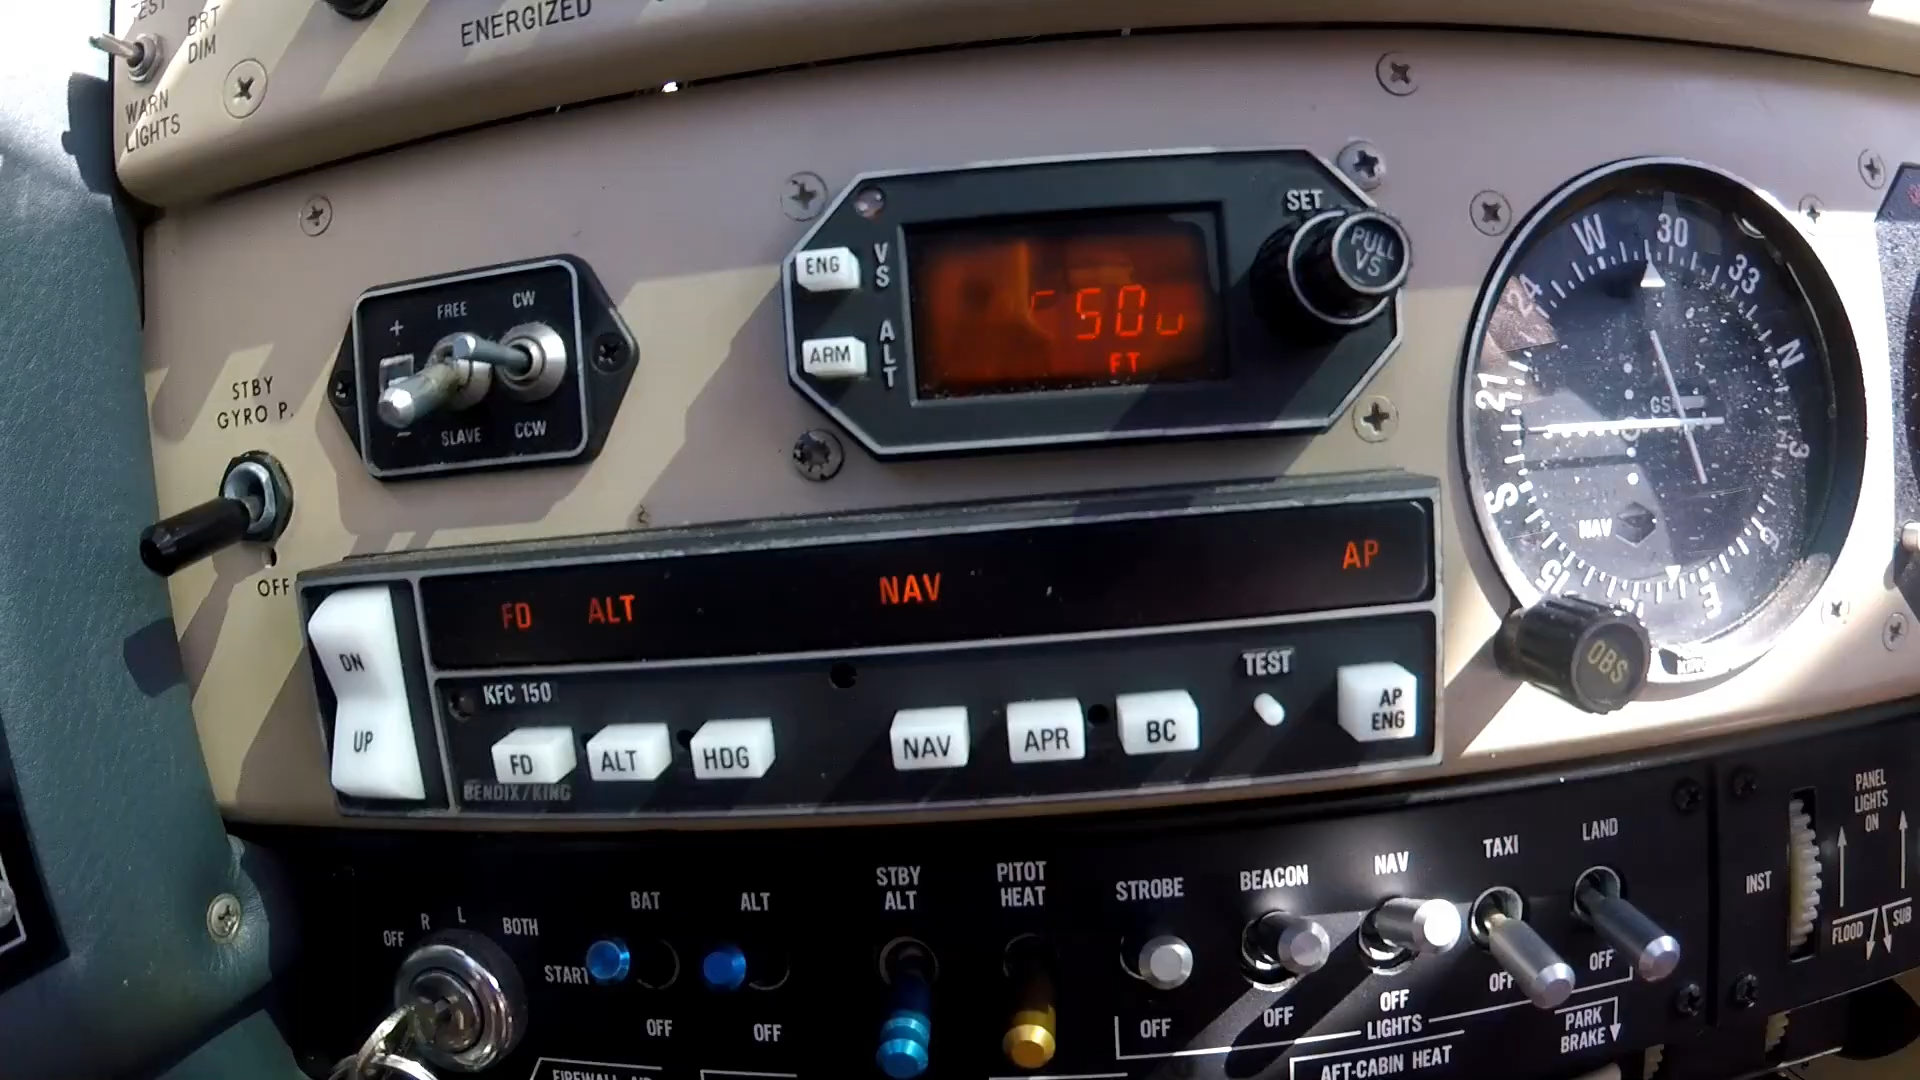 TEST
BRT
DIM
ENERGIZED
WARN
LIGHTS
STBY
GYRO P.
OFF
FREE
CW
+
-
SLAVE
CCW
ENG
VS
ARM
ALT
FT
SET
PULL
VS
W
30
33
N
3
E
15
S
21
24
GS
NAV
OBS
FD
ALT
NAV
AP
DN
UP
KFC 150
TEST
FD
ALT
HDG
NAV
APR
BC
AP
ENG
BENDIX/KING
OFF
R
L
BOTH
START
BAT
OFF
ALT
OFF
STBY
ALT
PITOT
HEAT
STROBE
OFF
BEACON
OFF
NAV
OFF
TAXI
OFF
LAND
OFF
LIGHTS
PARK
BRAKE
AFT-CABIN HEAT
PANEL
LIGHTS
ON
INST
FLOOD
SUB